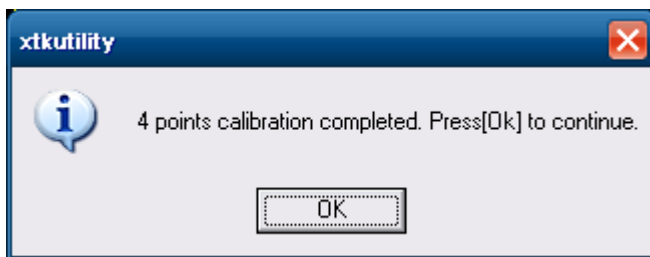 xtkutility
4 points calibration completed. Press[Ok] to continue.
OK